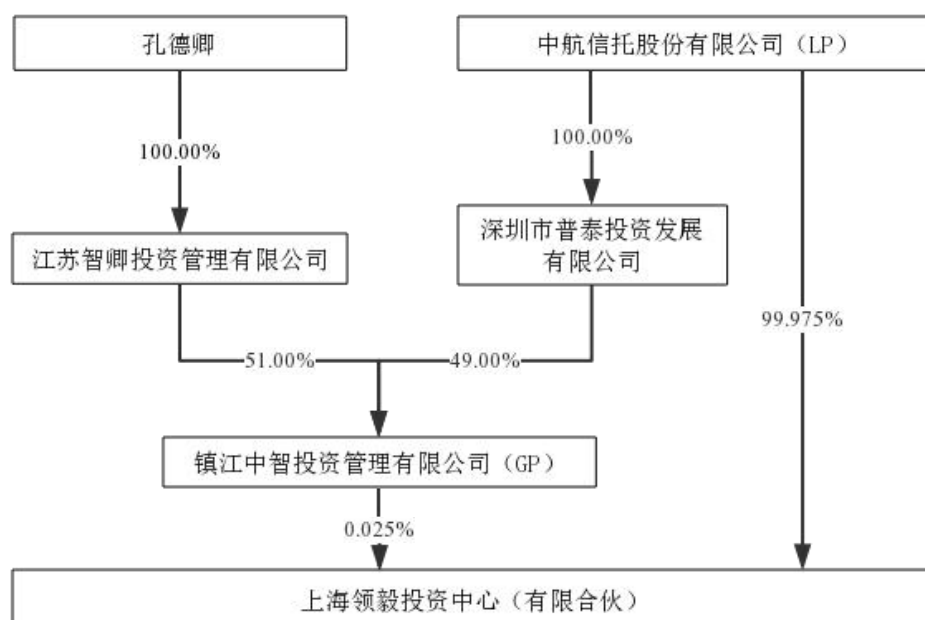 孔德卿
中航信托股份有限公司（LP）
100.00%
100.00%
江苏智卿投资管理有限公司
深圳市普泰投资发展
有限公司
99.975%
51.00%
49.00%
镇江中智投资管理有限公司（GP）
0.025%
上海领毅投资中心（有限合伙）